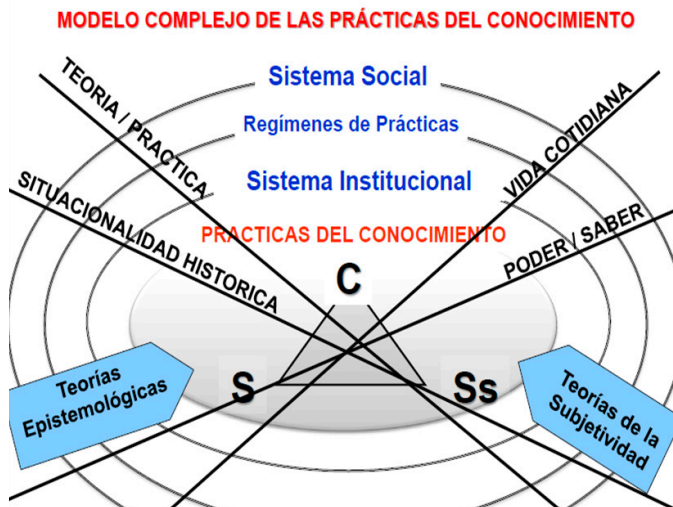 MODELO COMPLEJO DE LAS PRÁCTICAS DEL CONOCIMIENTO
Sistema Social
TEORIA / PRACTICA
VIDA COTIDIANA
Regímenes de Prácticas
Sistema Institucional
SITUACIONALIDAD HISTORICA
PODER / SABER
PRACTICAS DEL CONOCIMIENTO
C
S
Ss
Teorías
Epistemológicas
Teorías de la
Subjetividad